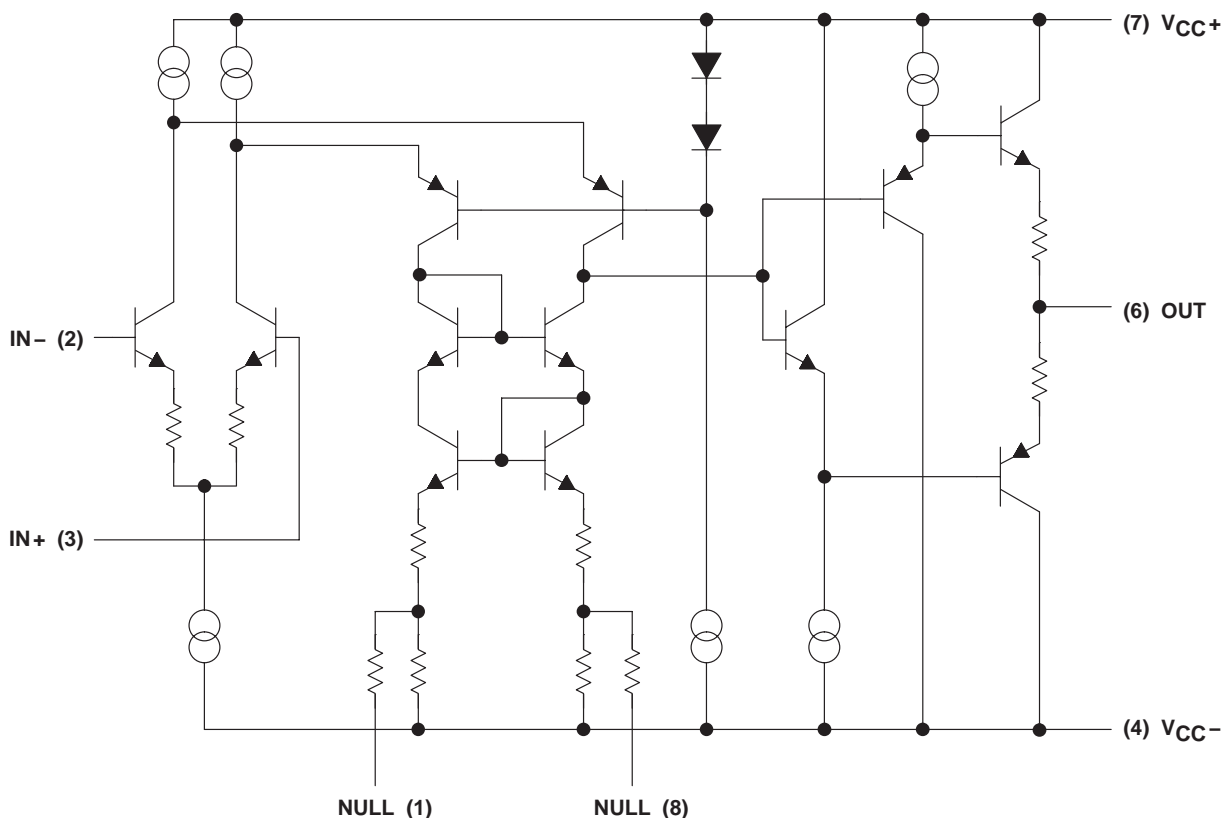 (7) VCC+
IN− (2)
(6) OUT
IN+ (3)
(4) VCC−
NULL (1)
NULL (8)